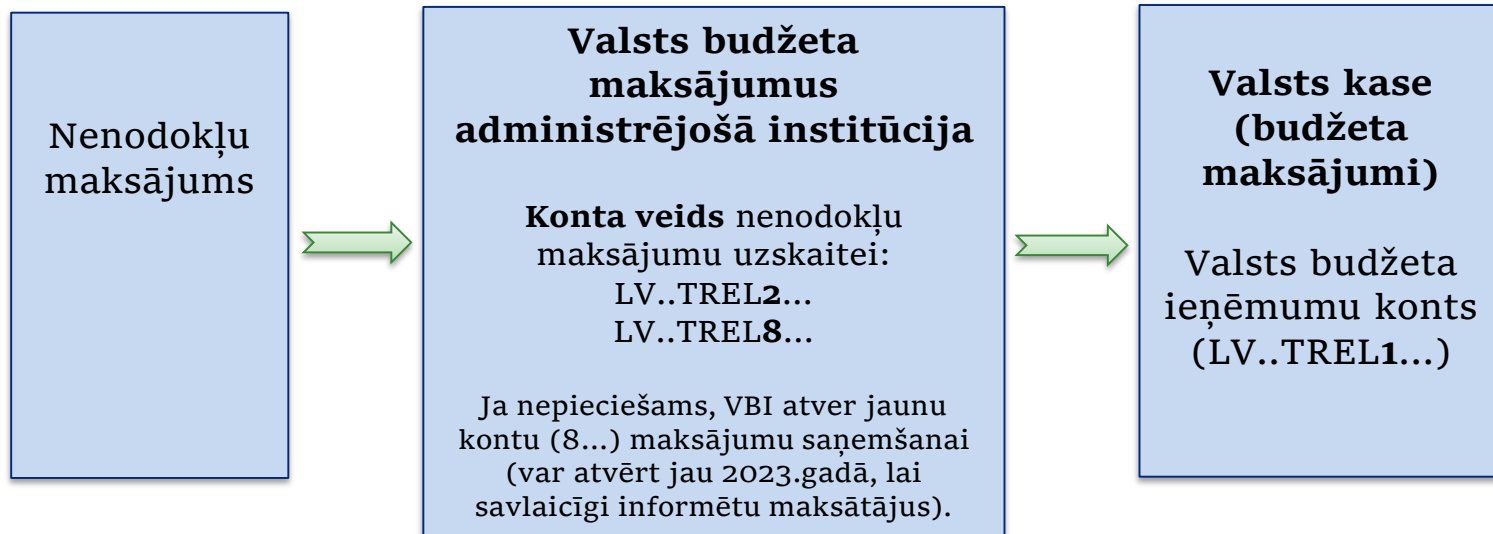 Nenodokļu
maksājums
Valsts budžeta
maksājumus
administrējošā institūcija
Konta veids nenodokļu
maksājumu uzskaitei:
LV..TREL2...
LV..TREL8...
Ja nepieciešams, VBI atver jaunu
kontu (8...) maksājumu saņemšanai
(var atvērt jau 2023.gadā, lai
savlaicīgi informētu maksātājus).
Valsts kase
(budžeta
maksājumi)
Valsts budžeta
ieņēmumu konts
(LV..TREL1...)